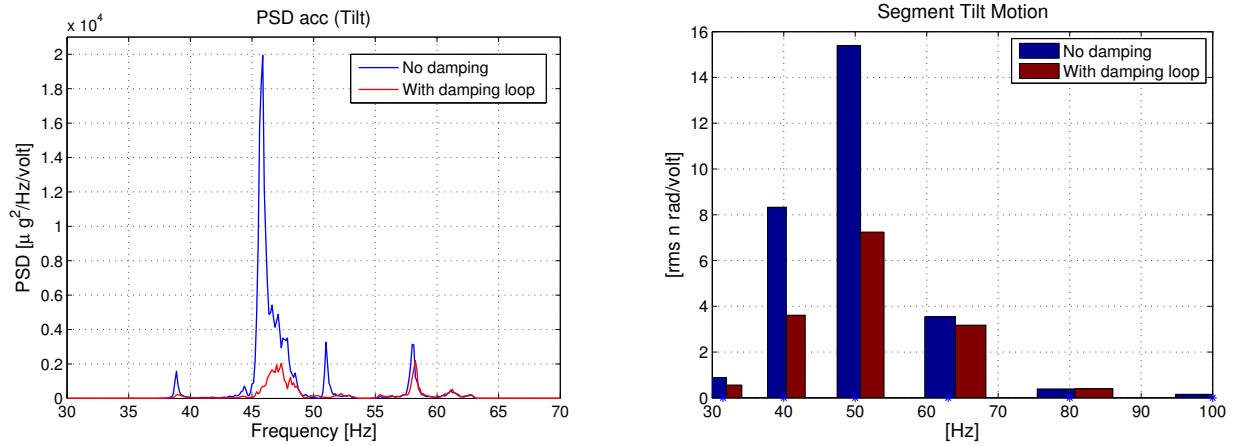 PSD acc (Tilt)
x 10^4
2
1.8
1.6
1.4
1.2
1
0.8
0.6
0.4
0.2
0
PSD [μ g^2/Hz/volt]
No damping
With damping loop
30 35 40 45 50 55 60 65 70
Frequency [Hz]
Segment Tilt Motion
16
14
12
10
8
6
4
2
0
[rms n rad/volt]
No damping
With damping loop
30 40 50 60 70 80 90 100
[Hz]